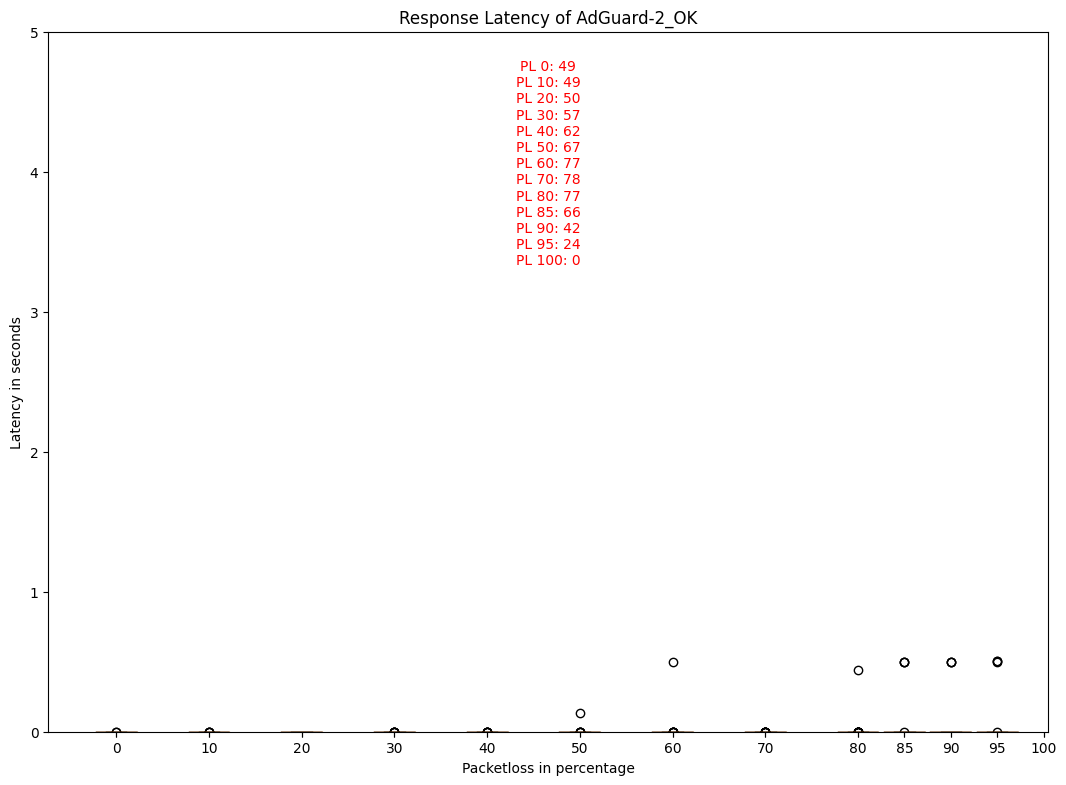 Response Latency of AdGuard-2_OK
5
PL 0: 49
PL 10: 49
PL 20: 50
PL 30: 57
PL 40: 62
PL 50: 67
PL 60: 77
PL 70: 78
PL 80: 77
PL 85: 66
PL 90: 42
PL 95: 24
PL 100: 0
4
3
2
1
0
Latency in seconds
0 10 20 30 40 50 60 70 80 85 90 95 100
Packetloss in percentage